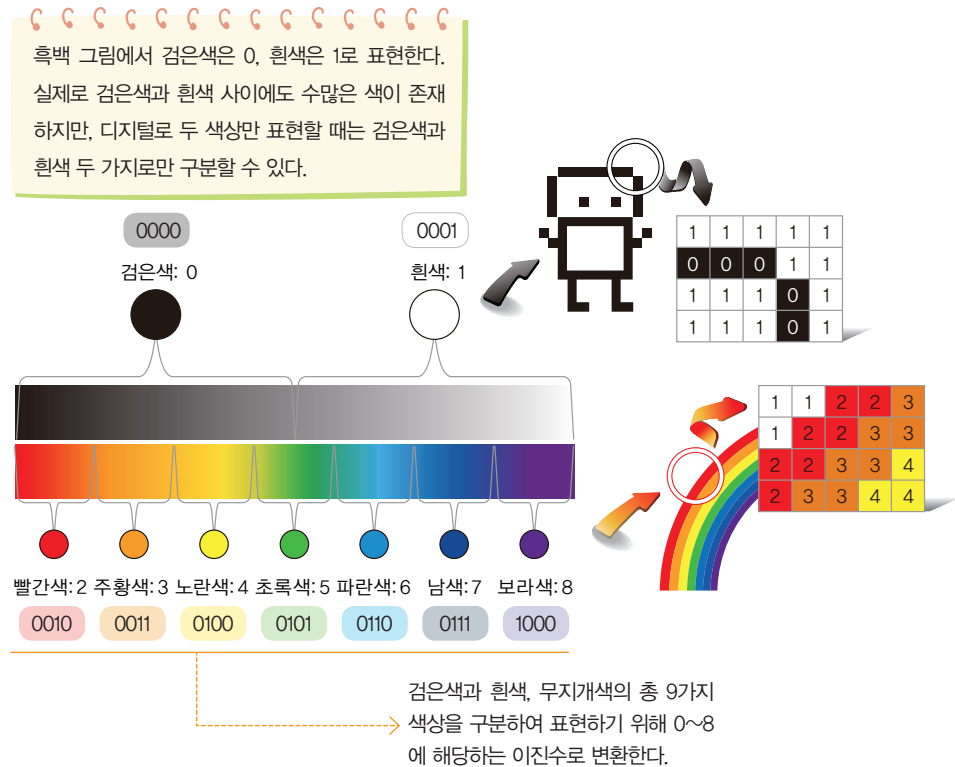 흑백 그림에서 검은색은 0, 흰색은 1로 표현한다.
실제로 검은색과 흰색 사이에도 수많은 색이 존재
하지만, 디지털로 두 색상만 표현할 때는 검은색과
흰색 두 가지로만 구분할 수 있다.
0000 0001
검은색: 0 흰색: 1
1 1 1 1 1
0 0 0 1 1
1 1 1 0 1
1 1 1 0 1
1 1 2 2 3
1 2 2 3 3
2 2 3 3 4
2 3 3 4 4
빨간색:2 주황색:3 노란색:4 초록색:5 파란색:6 남색:7 보라색:8
0010 0011 0100 0101 0110 0111 1000
검은색과 흰색, 무지개색의 총 9가지
색상을 구분하여 표현하기 위해 0~8
에 해당하는 이진수로 변환한다.